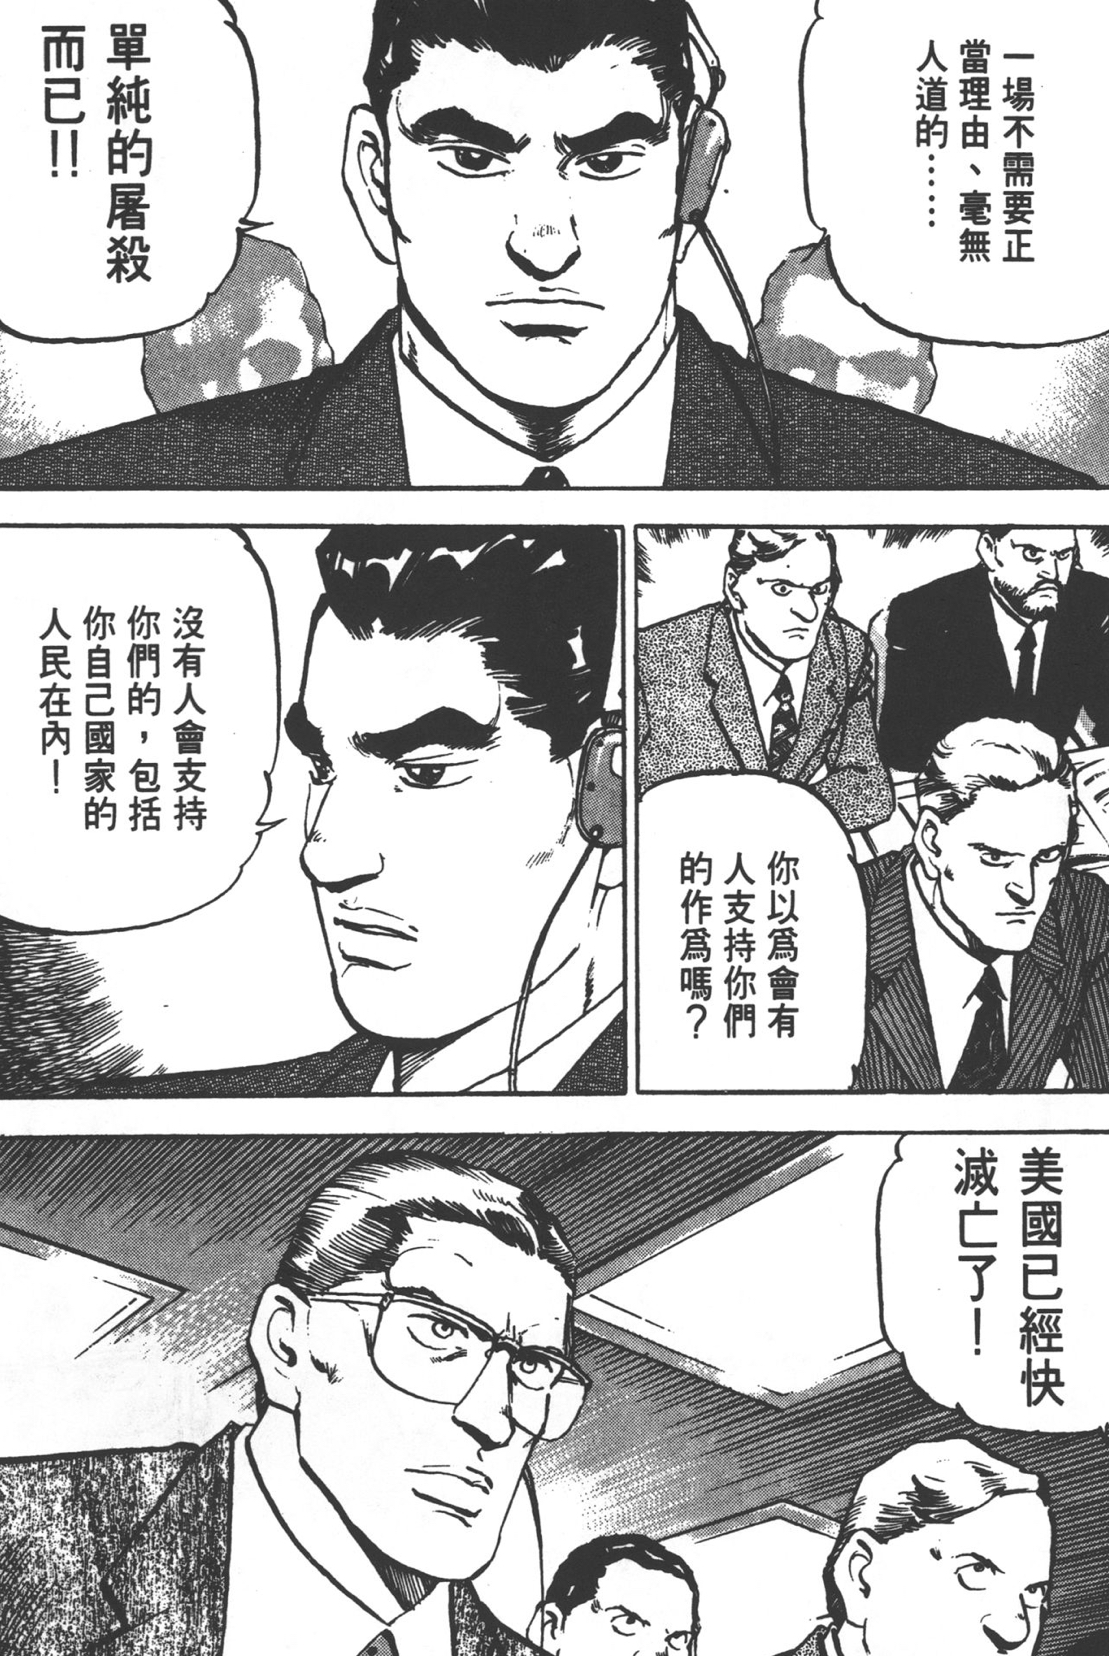 一場不需要正
當理由、毫無
人道的……
單純的屠殺
而已!!
你以爲會有
人支持你們
的作爲嗎？
沒有人會支持
你們的，包括
你自己國家的
人民在內！
美國已經快
滅亡了！